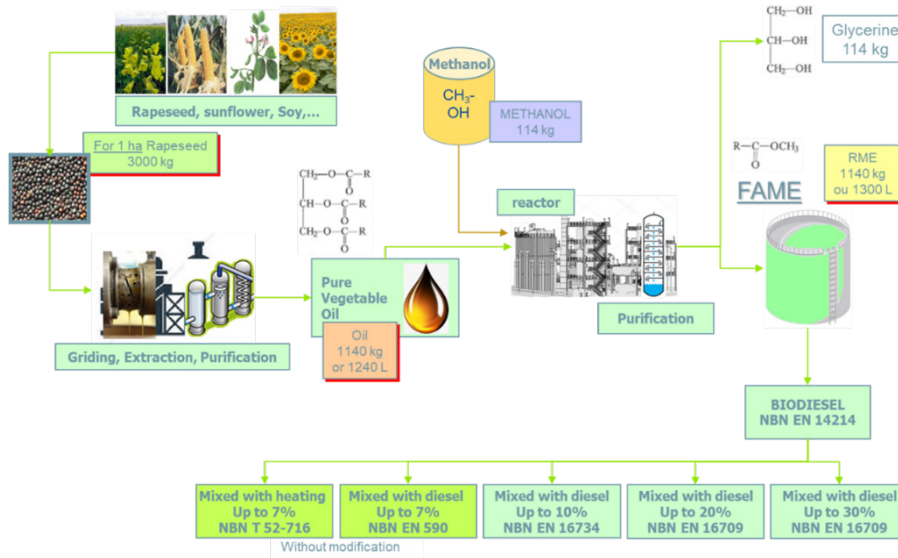 Rapeseed, sunflower, Soy,...
For 1 ha Rapeseed
3000 kg
Griding, Extraction, Purification
CH₂—O—C—R
O
CH—O—C—R
O
CH₂—O—C—R
O
Pure
Vegetable
Oil
Oil
1140 kg
or 1240 L
Methanol
CH₃-
OH
METHANOL
114 kg
reactor
Purification
CH₂—OH
CH—OH
CH₂—OH
Glycerine
114 kg
R—C—OCH₃
O
FAME
RME
1140 kg
ou 1300 L
BIODIESEL
NBN EN 14214
Mixed with heating
Up to 7%
NBN T 52-716
Mixed with diesel
Up to 7%
NBN EN 590
Mixed with diesel
Up to 10%
NBN EN 16734
Mixed with diesel
Up to 20%
NBN EN 16709
Mixed with diesel
Up to 30%
NBN EN 16709
Without modification